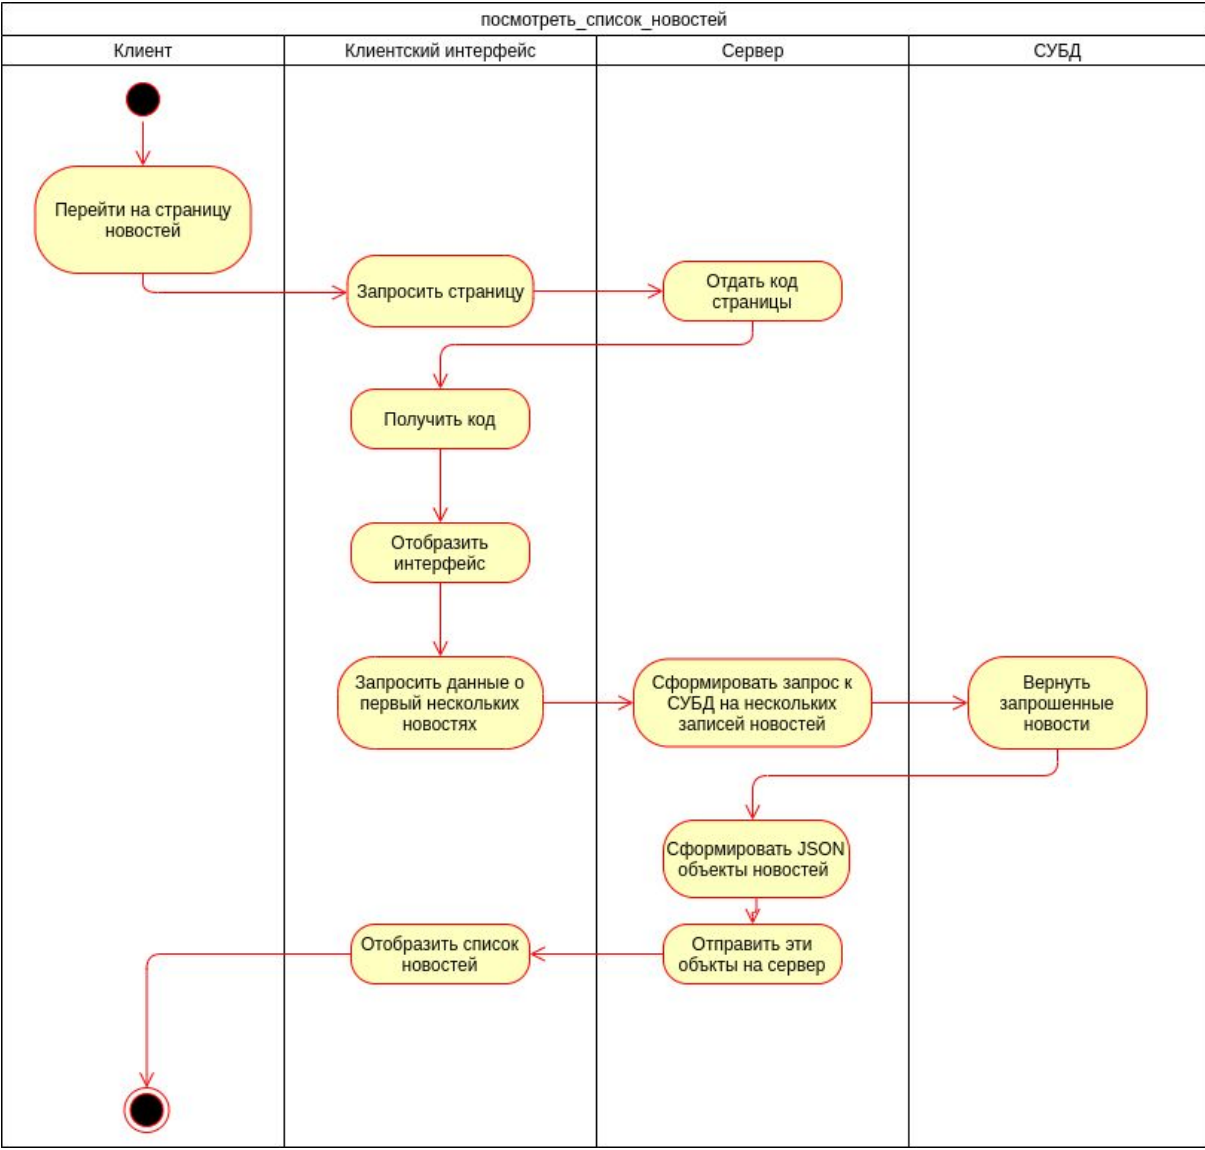 посмотреть_список_новостей
Клиент
Клиентский интерфейс
Сервер
СУБД
Перейти на страницу
новостей
Запросить страницу
Отдать код
страницы
Получить код
Отобразить
интерфейс
Запросить данные о
первый нескольких
новостях
Сформировать запрос к
СУБД на нескольких
записей новостей
Вернуть
запрошенные
новости
Сформировать JSON
объекты новостей
Отправить эти
объкты на сервер
Отобразить список
новостей